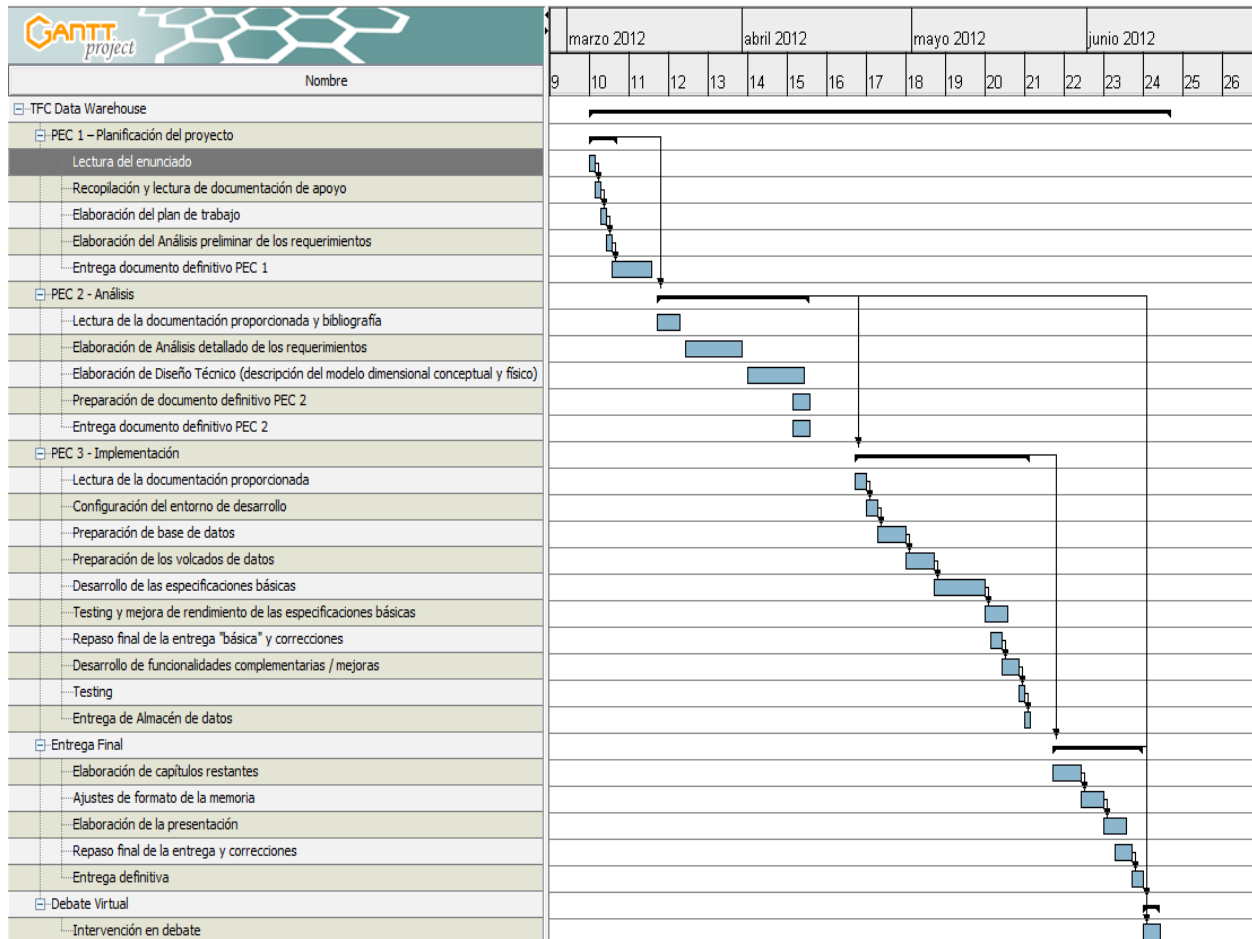 GANTT
project
marzo 2012 abril 2012 mayo 2012 junio 2012
Nombre
9 10 11 12 13 14 15 16 17 18 19 20 21 22 23 24 25 26
TFC Data Warehouse
PEC 1 – Planificación del proyecto
Lectura del enunciado
Recopilación y lectura de documentación de apoyo
Elaboración del plan de trabajo
Elaboración del Análisis preliminar de los requerimientos
Entrega documento definitivo PEC 1
PEC 2 - Análisis
Lectura de la documentación proporcionada y bibliografía
Elaboración de Análisis detallado de los requerimientos
Elaboración de Diseño Técnico (descripción del modelo dimensional conceptual y físico)
Preparación de documento definitivo PEC 2
Entrega documento definitivo PEC 2
PEC 3 - Implementación
Lectura de la documentación proporcionada
Configuración del entorno de desarrollo
Preparación de base de datos
Preparación de los volcados de datos
Desarrollo de las especificaciones básicas
Testing y mejora de rendimiento de las especificaciones básicas
Repaso final de la entrega "básica" y correcciones
Desarrollo de funcionalidades complementarias / mejoras
Testing
Entrega de Almacén de datos
Entrega Final
Elaboración de capítulos restantes
Ajustes de formato de la memoria
Elaboración de la presentación
Repaso final de la entrega y correcciones
Entrega definitiva
Debate Virtual
Intervención en debate